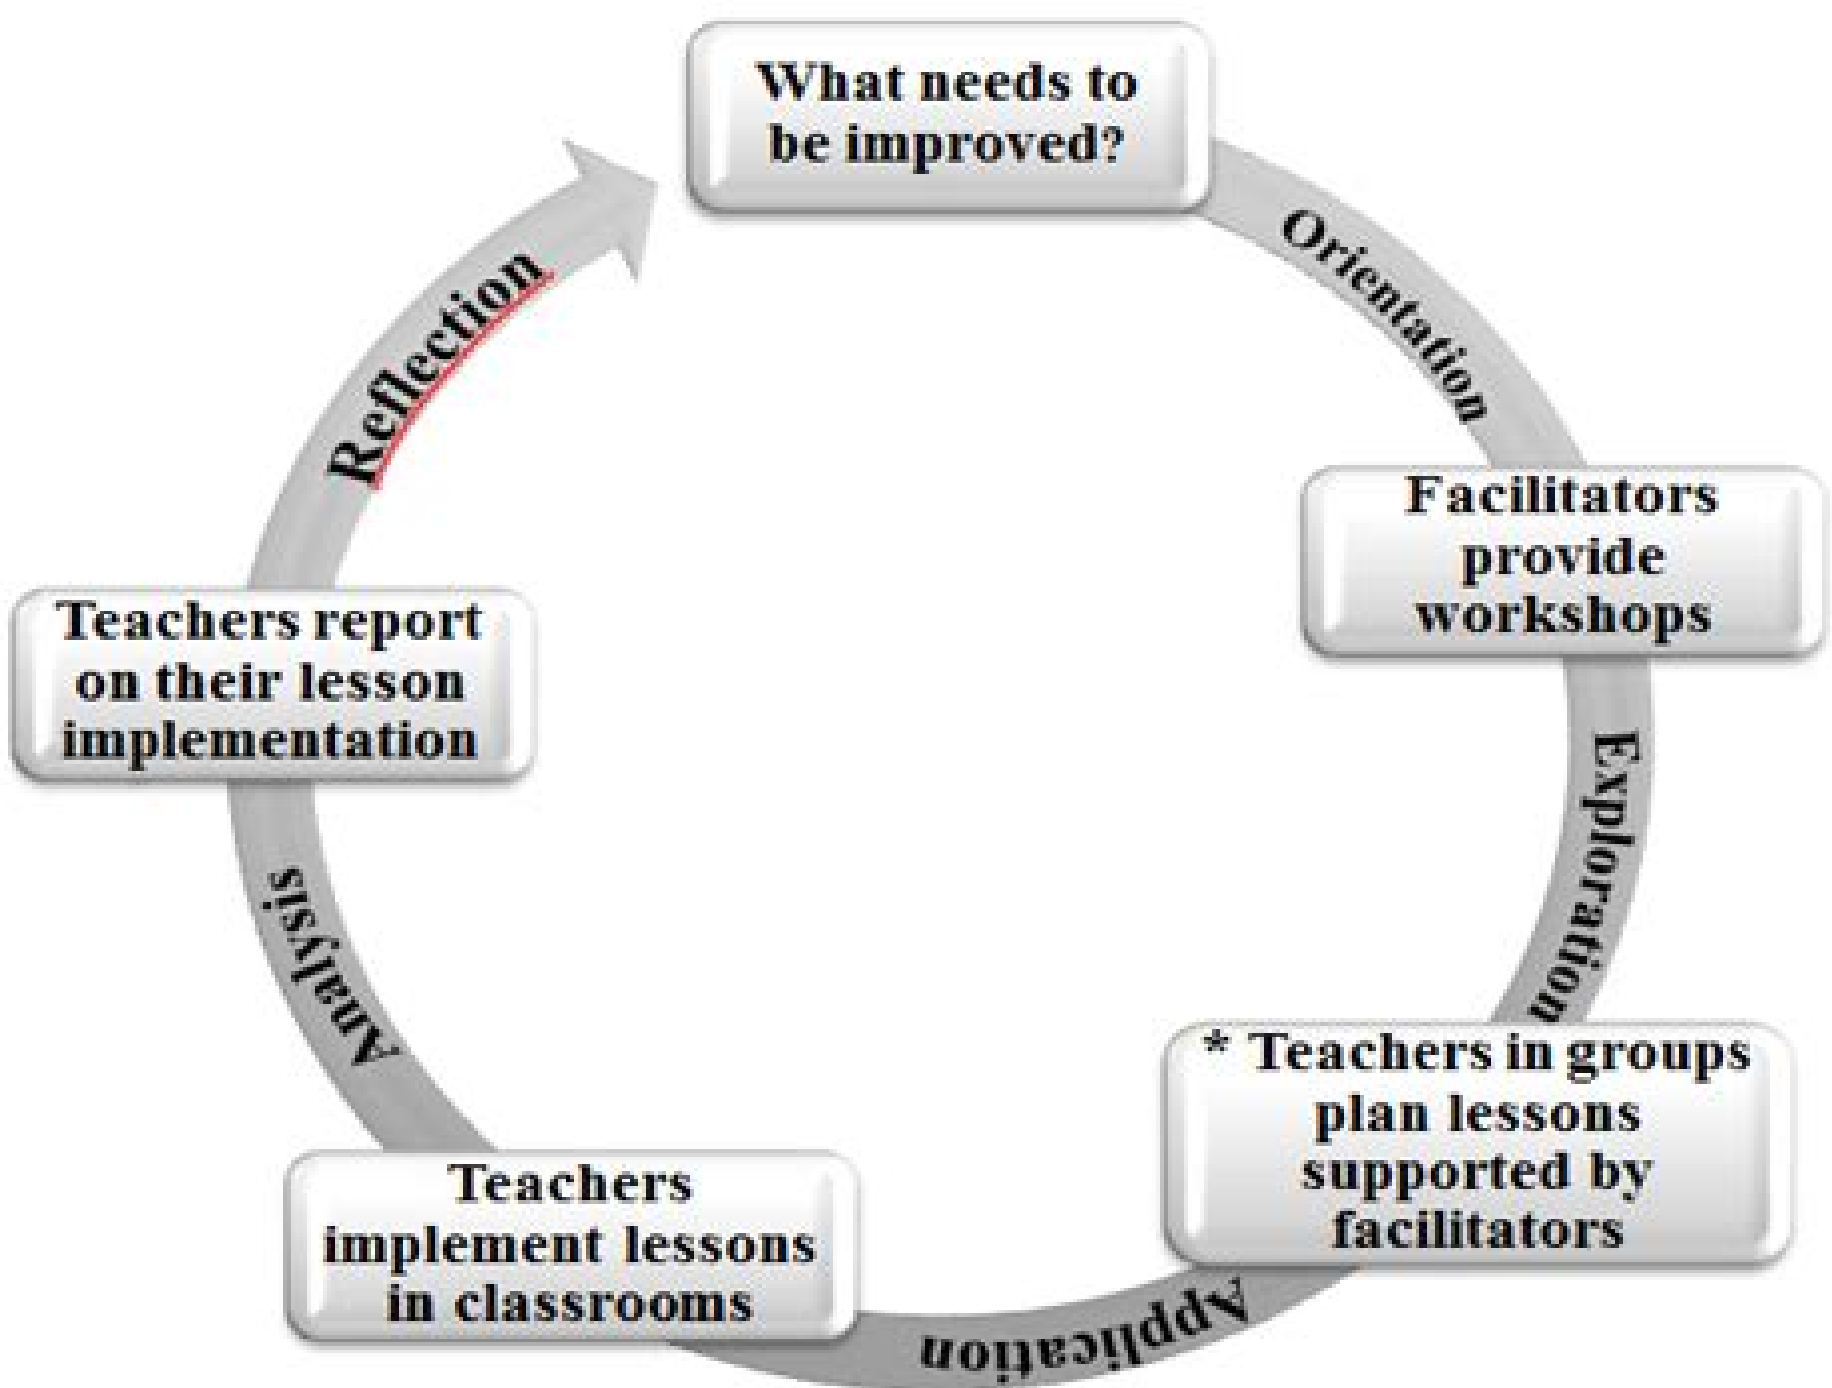 What needs to
be improved?
Orientation
Facilitators
provide
workshops
Exploration
* Teachers in groups
plan lessons
supported by
facilitators
Application
Teachers
implement lessons
in classrooms
Analysis
Teachers report
on their lesson
implementation
Reflection